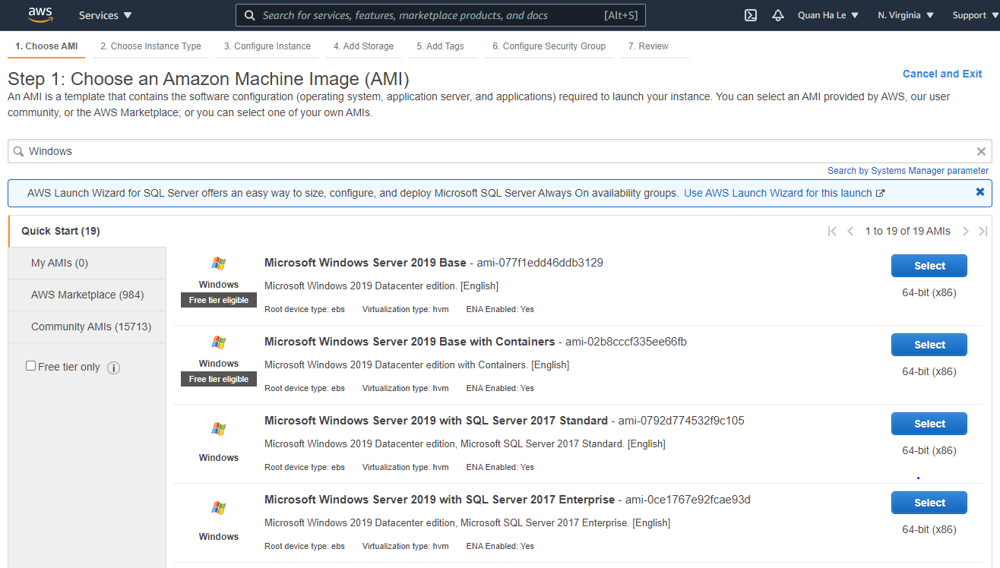 aws Services Search for services, features, marketplace products, and docs [Alt+S] Quan Ha Le N. Virginia Support
1. Choose AMI 2. Choose Instance Type 3. Configure Instance 4. Add Storage 5. Add Tags 6. Configure Security Group 7. Review
Step 1: Choose an Amazon Machine Image (AMI) Cancel and Exit
An AMI is a template that contains the software configuration (operating system, application server, and applications) required to launch your instance. You can select an AMI provided by AWS, our user
community, or the AWS Marketplace; or you can select one of your own AMIs.
Windows
Search by Systems Manager parameter
AWS Launch Wizard for SQL Server offers an easy way to size, configure, and deploy Microsoft SQL Server Always On availability groups. Use AWS Launch Wizard for this launch
Quick Start (19) 1 to 19 of 19 AMIs
My AMIs (0)
AWS Marketplace (984)
Community AMIs (15713)
Free tier only
Windows
Free tier eligible
Microsoft Windows Server 2019 Base - ami-077f1edd46ddb3129
Microsoft Windows 2019 Datacenter edition. [English]
Root device type: ebs Virtualization type: hvm ENA Enabled: Yes
Select
64-bit (x86)
Windows
Free tier eligible
Microsoft Windows Server 2019 Base with Containers - ami-02b8cccf335ee66fb
Microsoft Windows 2019 Datacenter edition with Containers. [English]
Root device type: ebs Virtualization type: hvm ENA Enabled: Yes
Select
64-bit (x86)
Windows
Microsoft Windows Server 2019 with SQL Server 2017 Standard - ami-0792d774532f9c105
Microsoft Windows 2019 Datacenter edition, Microsoft SQL Server 2017 Standard. [English]
Root device type: ebs Virtualization type: hvm ENA Enabled: Yes
Select
64-bit (x86)
Windows
Microsoft Windows Server 2019 with SQL Server 2017 Enterprise - ami-0ce1767e92fcae93d
Microsoft Windows 2019 Datacenter edition, Microsoft SQL Server 2017 Enterprise. [English]
Root device type: ebs Virtualization type: hvm ENA Enabled: Yes
Select
64-bit (x86)